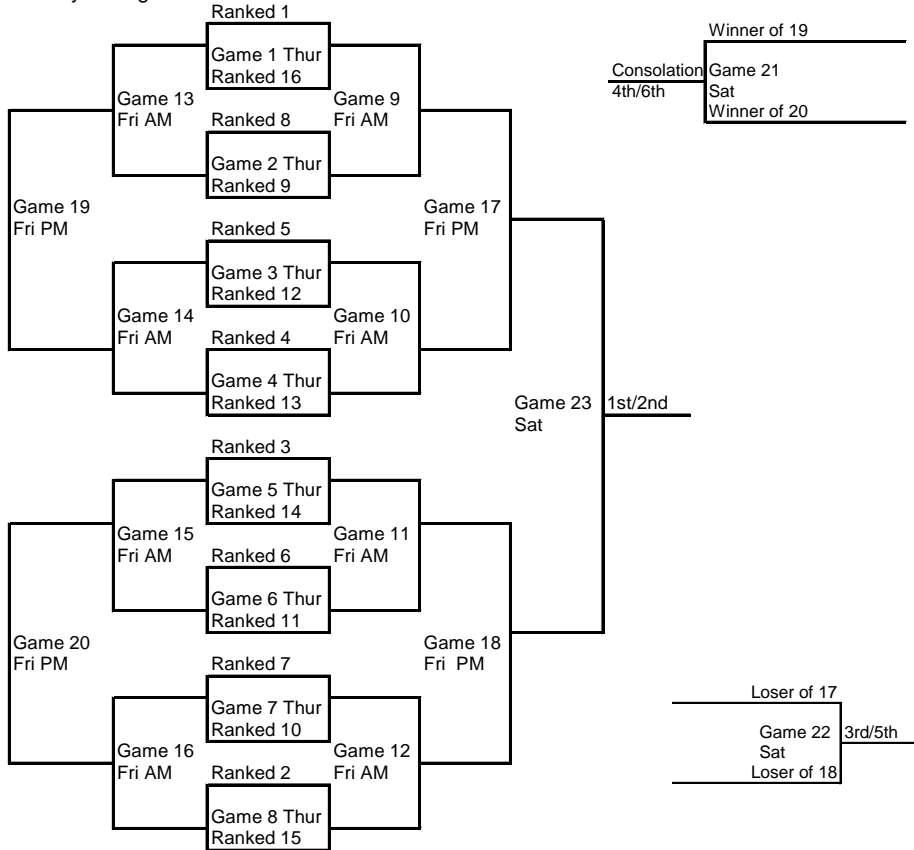 Ranked 1
Winner of 19
Game 1 Thur
Ranked 16
Consolation
4th/6th
Game 21
Sat
Winner of 20
Game 13
Fri AM
Game 9
Fri AM
Ranked 8
Game 2 Thur
Ranked 9
Game 19
Fri PM
Game 17
Fri PM
Ranked 5
Game 3 Thur
Ranked 12
Game 14
Fri AM
Game 10
Fri AM
Ranked 4
Game 4 Thur
Ranked 13
Game 23
Sat
1st/2nd
Ranked 3
Game 5 Thur
Ranked 14
Game 15
Fri AM
Game 11
Fri AM
Ranked 6
Game 6 Thur
Ranked 11
Game 20
Fri PM
Game 18
Fri  PM
Ranked 7
Game 7 Thur
Ranked 10
Loser of 17
Game 22
Sat
3rd/5th
Loser of 18
Game 16
Fri AM
Game 12
Fri AM
Ranked 2
Game 8 Thur
Ranked 15